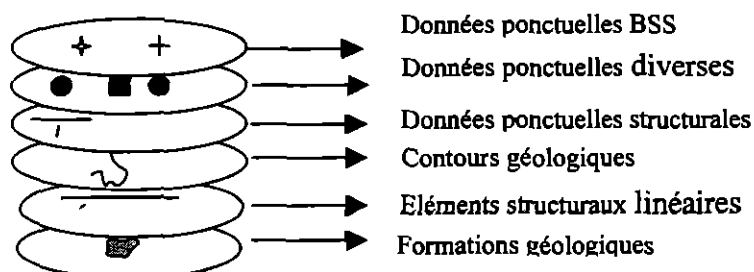 Données ponctuelles BSS
Données ponctuelles diverses
Données ponctuelles structurales
Contours géologiques
Eléments structuraux linéaires
Formations géologiques